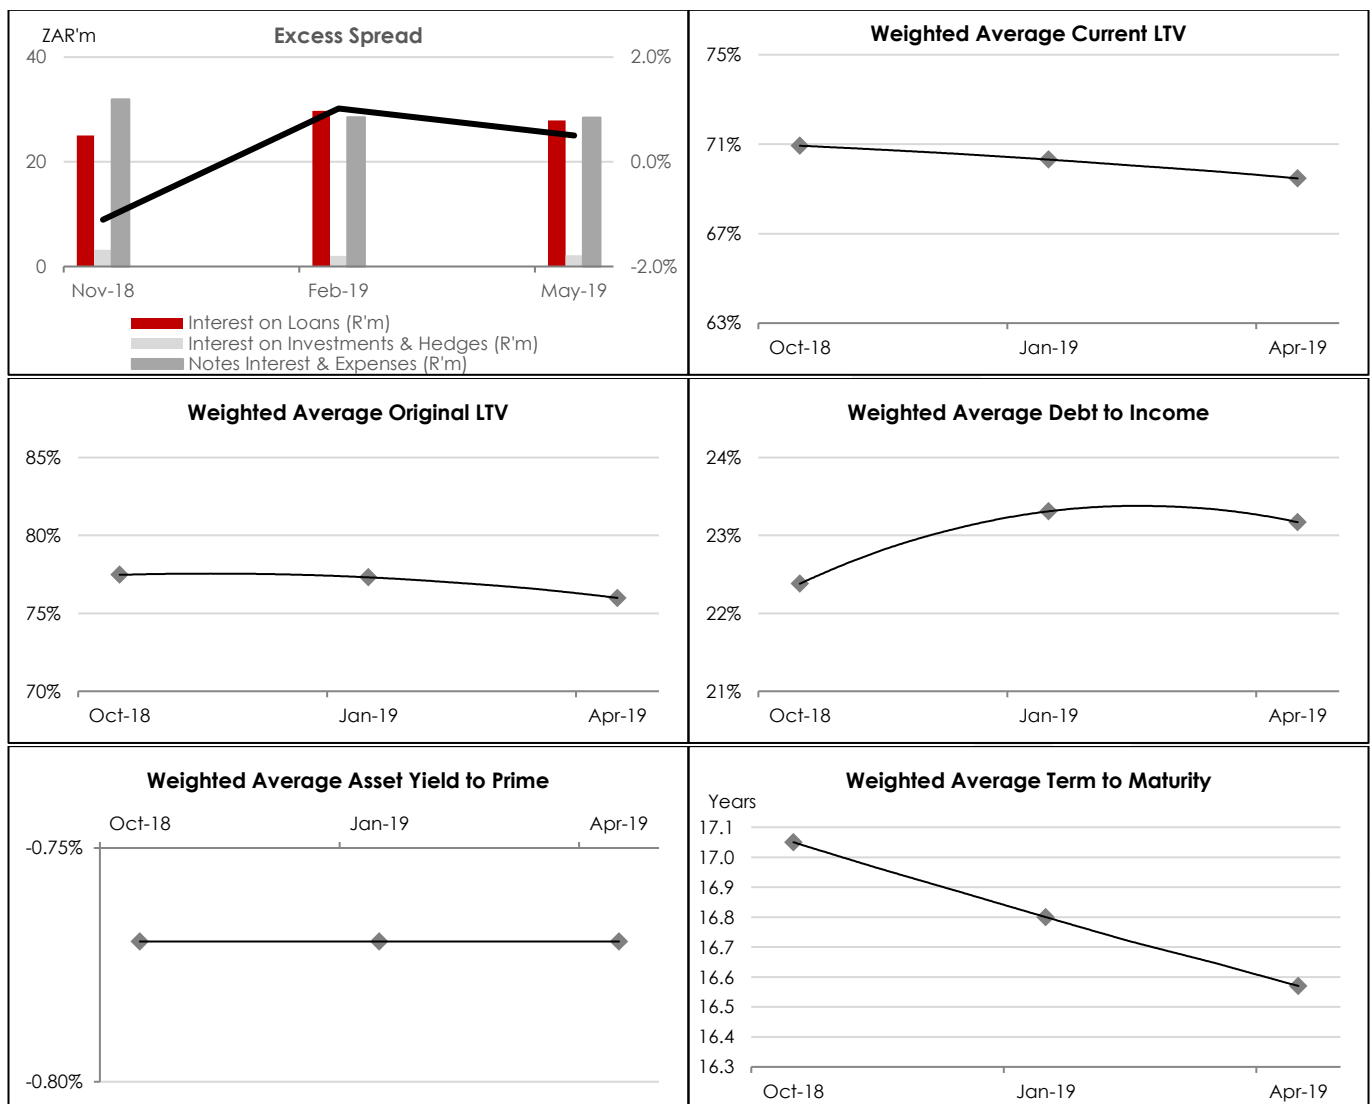 ZAR'm
Excess Spread
40
2.0%
20
0.0%
0
-2.0%
Nov-18
Feb-19
May-19
Interest on Loans (R'm)
Interest on Investments & Hedges (R'm)
Notes Interest & Expenses (R'm)
Weighted Average Current LTV
75%
71%
67%
63%
Oct-18
Jan-19
Apr-19
Weighted Average Original LTV
85%
80%
75%
70%
Oct-18
Jan-19
Apr-19
Weighted Average Debt to Income
24%
23%
22%
21%
Oct-18
Jan-19
Apr-19
Weighted Average Asset Yield to Prime
Oct-18
Jan-19
Apr-19
-0.75%
-0.80%
Weighted Average Term to Maturity
Years
17.1
17.0
16.9
16.8
16.7
16.6
16.5
16.4
16.3
Oct-18
Jan-19
Apr-19